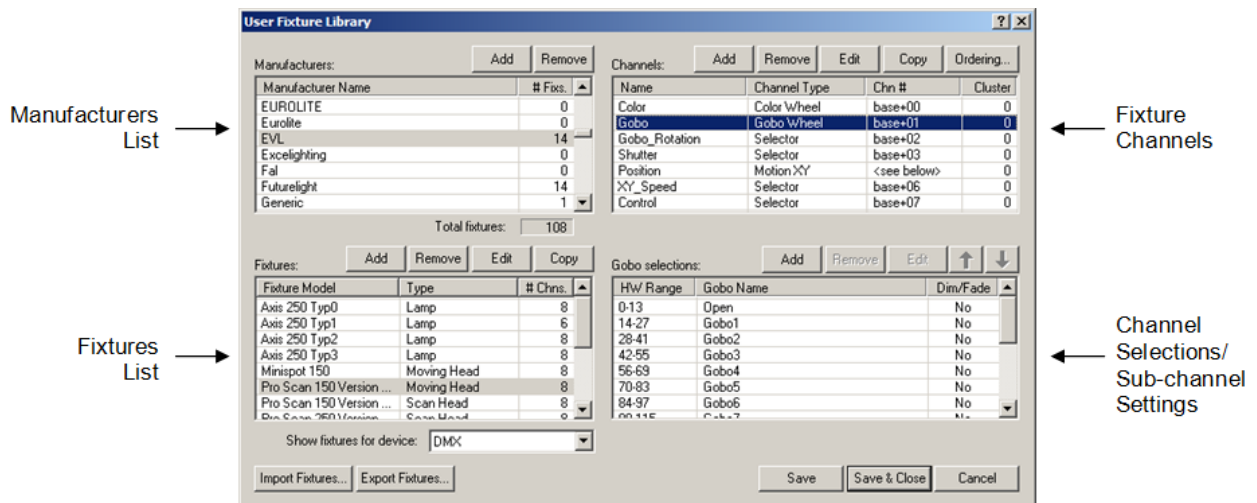 User Fixture Library
Manufacturers: Add Remove
Manufacturer Name # Fixs.
EUROLITE 0
Eurolite 0
EVL 14
Excelighting 0
Fal 0
Futurelight 14
Generic 1
Total fixtures: 108
Channels: Add Remove Edit Copy Ordering...
Name Channel Type Chn # Cluster
Color Color Wheel base+00 0
Gobo Gobo Wheel base+01 0
Gobo_Rotation Selector base+02 0
Shutter Selector base+03 0
Position Motion XY <see below> 0
XY_Speed Selector base+06 0
Control Selector base+07 0
Manufacturers
List
Fixture
Channels
Fixtures: Add Remove Edit Copy
Fixture Model Type # Chns.
Axis 250 Typ0 Lamp 8
Axis 250 Typ1 Lamp 6
Axis 250 Typ2 Lamp 8
Axis 250 Typ3 Lamp 8
Minispot 150 Moving Head 8
Pro Scan 150 Version ... Moving Head 8
Pro Scan 150 Version ... Scan Head 8
Pro Scan 250 Version ... Scan Head 8
Gobo selections: Add Remove Edit
HW Range Gobo Name Dim/Fade
0-13 Open No
14-27 Gobo1 No
28-41 Gobo2 No
42-55 Gobo3 No
56-69 Gobo4 No
70-83 Gobo5 No
84-97 Gobo6 No
Gobo7 No
Fixtures
List
Channel
Selections/
Sub-channel
Settings
Show fixtures for device: DMX
Import Fixtures... Export Fixtures... Save Save & Close Cancel